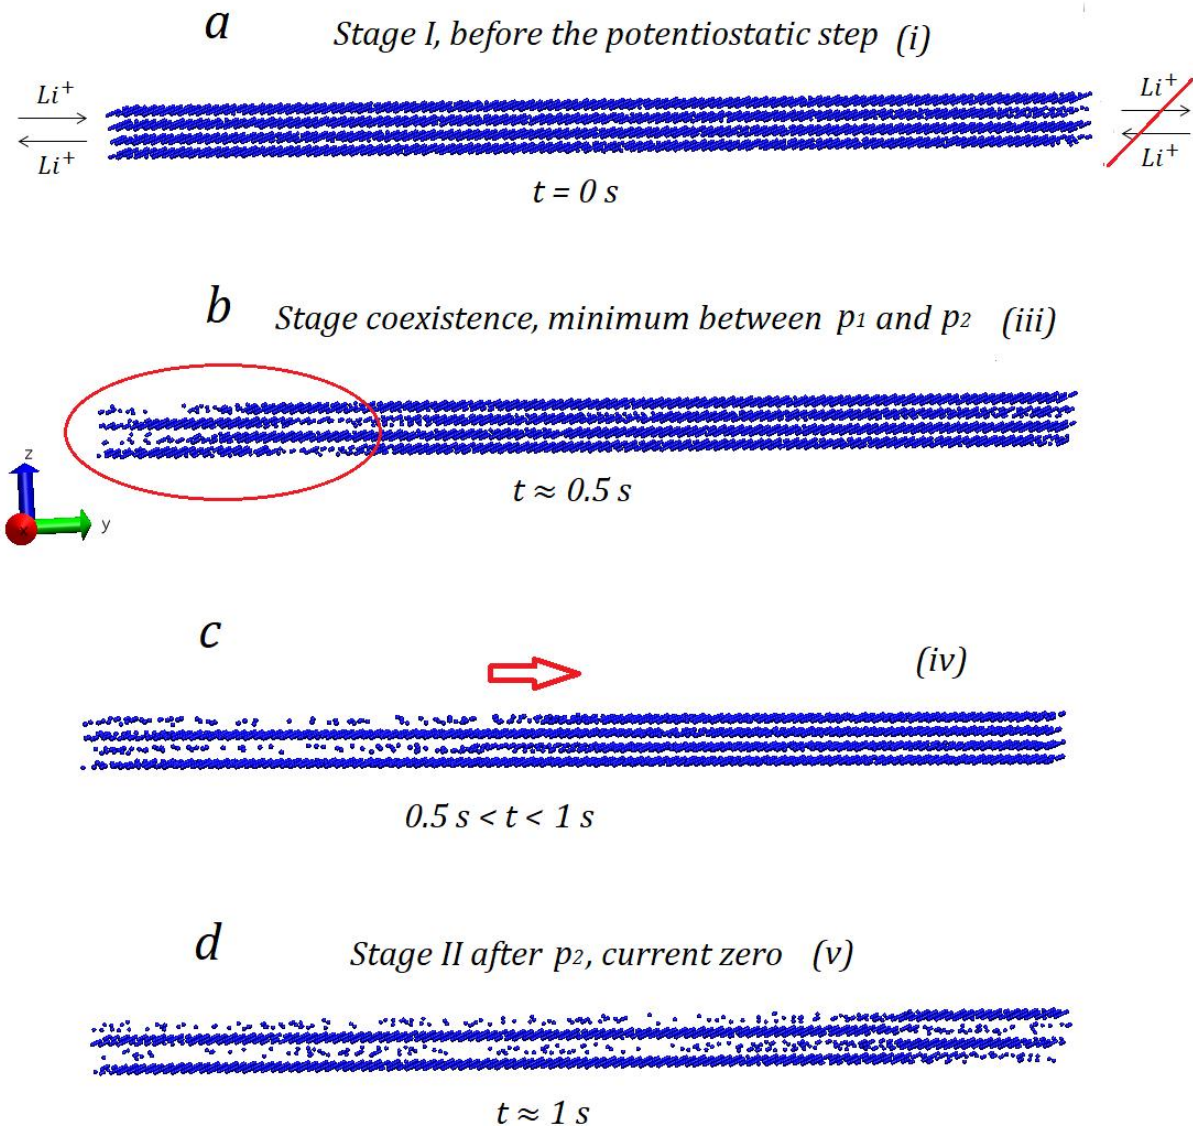 a
Stage I, before the potentiostatic step (i)
Li⁺
Li⁺
Li⁺
Li⁺
t = 0 s
b
Stage coexistence, minimum between p₁ and p₂ (iii)
z
x
y
t ≈ 0.5 s
c
(iv)
0.5 s < t < 1 s
d
Stage II after p₂, current zero (v)
t ≈ 1 s